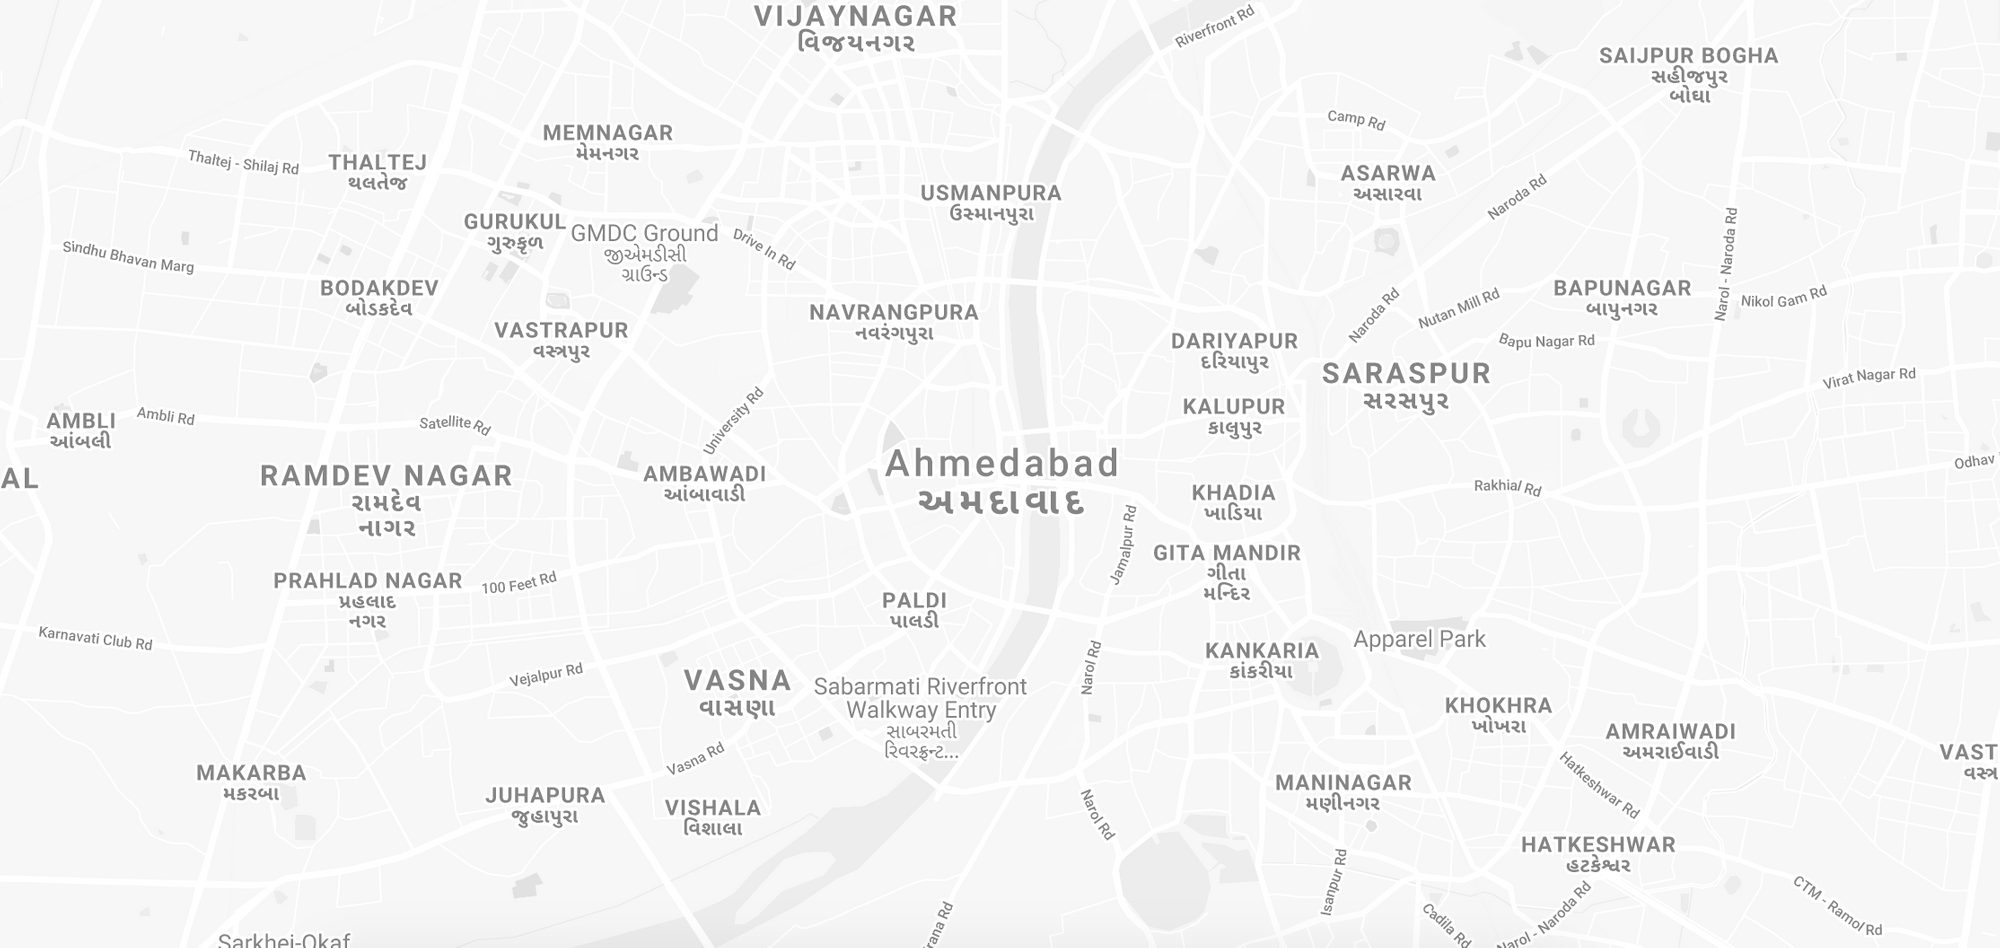 VIJAYNAGAR
વિજયનગર
Riverfront Rd
SAIJPUR BOGHA
સહીજપુર
બોઘા
Camp Rd
MEMNAGAR
મેમનગર
Thaltej - Shilaj Rd
THALTEJ
થલતેજ
ASARWA
અસારવા
USMANPURA
ઉસ્માનપુરા
Naroda Rd
GURUKUL
ગુરુકૃળ
GMDC Ground
જીએમડીસી
ગ્રાઉન્ડ
Drive In Rd
Narol - Naroda Rd
Sindhu Bhavan Marg
BODAKDEV
બોડકદેવ
BAPUNAGAR
બાપુનગર
Nikol Gam Rd
Naroda Rd
Nutan Mill Rd
NAVRANGPURA
નવરંગપુરા
VASTRAPUR
વસ્ત્રપુર
DARIYAPUR
દરિયાપુર
Bapu Nagar Rd
SARASPUR
સરસપુર
Virat Nagar Rd
AMBLI
આંબલી
Ambli Rd
Satellite Rd
University Rd
KALUPUR
કાલુપુર
AL
RAMDEV NAGAR
રામદેવ
નાગર
AMBAWADI
આંબાવાડી
Ahmedabad
અમદાવાદ
KHADIA
ખાડિયા
Rakhial Rd
Odhav
Jamalpur Rd
GITA MANDIR
ગીતા
મન્દિર
PRAHLAD NAGAR
પ્રહલાદ
નગર
100 Feet Rd
PALDI
પાલડી
Karnavati Club Rd
Vejalpur Rd
Narol Rd
KANKARIA
કાંકરીયા
Apparel Park
VASNA
વાસણા
Sabarmati Riverfront
Walkway Entry
સાબરમતી
રિવરફ્રન્ટ...
KHOKHRA
ખોખરા
AMRAIWADI
અમરાઈવાડી
VAST
વસ્ત્ર
Vasna Rd
MAKARBA
મકરબા
JUHAPURA
જુહાપુરા
VISHALA
વિશાલા
Narol Rd
MANINAGAR
મણીનગર
Hatkeshwar Rd
HATKESHWAR
હટકેશ્વર
Isanpur Rd
Cadila Rd
Narol - Naroda Rd
CTM - Ramol Rd
Sarkhej-Okaf
rana Rd